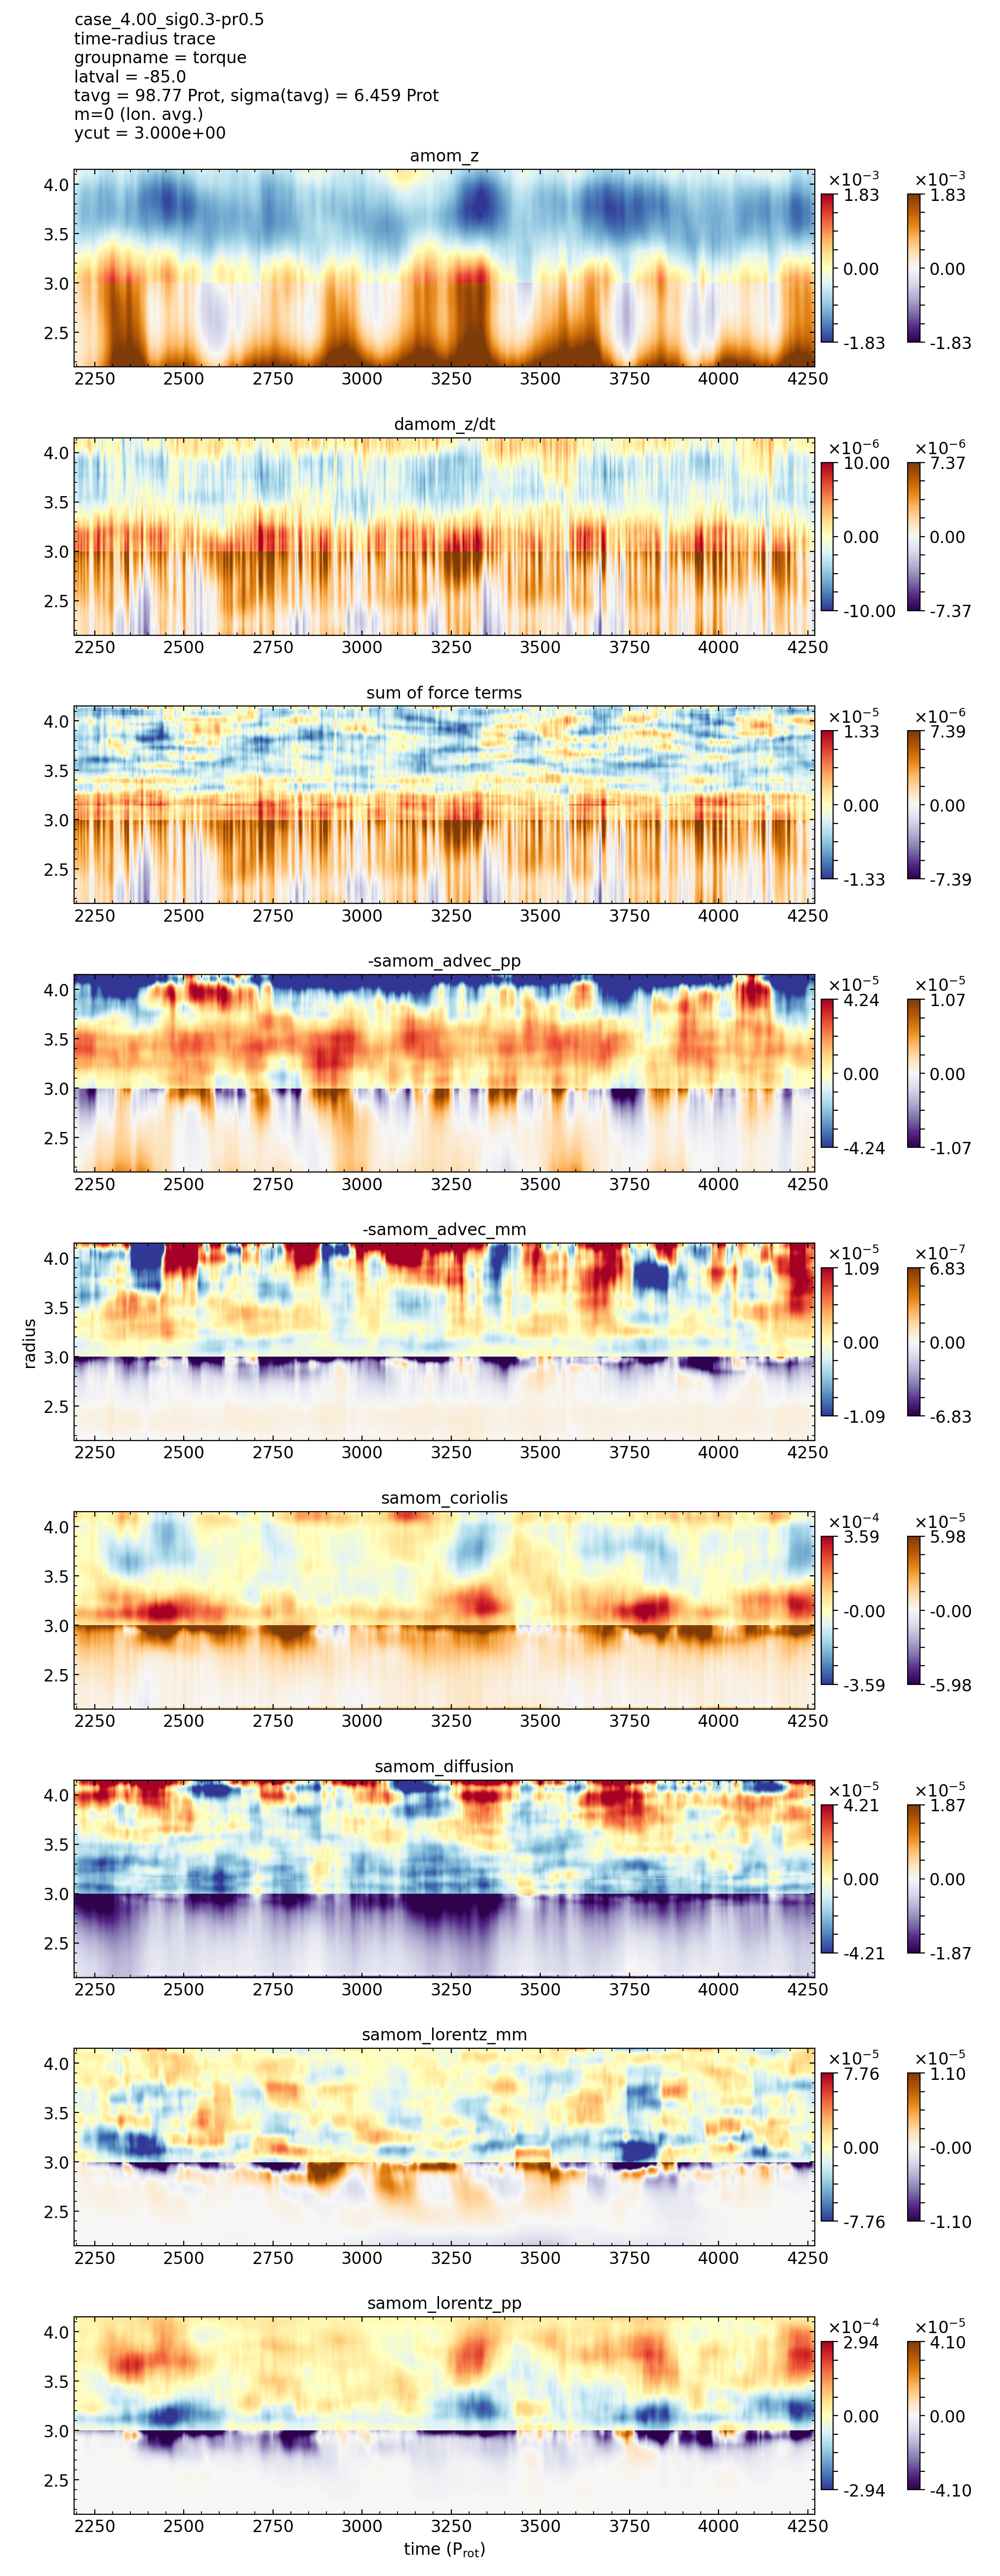 case_4.00_sig0.3-pr0.5
time-radius trace
groupname = torque
latval = -85.0
tavg = 98.77 Prot, sigma(tavg) = 6.459 Prot
m=0 (lon. avg.)
ycut = 3.000e+00
amom_z
4.0
3.5
3.0
2.5
2250 2500 2750 3000 3250 3500 3750 4000 4250
×10⁻³ ×10⁻³
1.83 1.83
0.00 0.00
-1.83 -1.83
damom_z/dt
4.0
3.5
3.0
2.5
2250 2500 2750 3000 3250 3500 3750 4000 4250
×10⁻⁶ ×10⁻⁶
10.00 7.37
0.00 0.00
-10.00 -7.37
sum of force terms
4.0
3.5
3.0
2.5
2250 2500 2750 3000 3250 3500 3750 4000 4250
×10⁻⁵ ×10⁻⁶
1.33 7.39
0.00 0.00
-1.33 -7.39
-samom_advec_pp
4.0
3.5
3.0
2.5
2250 2500 2750 3000 3250 3500 3750 4000 4250
×10⁻⁵ ×10⁻⁵
4.24 1.07
0.00 0.00
-4.24 -1.07
-samom_advec_mm
radius
4.0
3.5
3.0
2.5
2250 2500 2750 3000 3250 3500 3750 4000 4250
×10⁻⁵ ×10⁻⁷
1.09 6.83
0.00 0.00
-1.09 -6.83
samom_coriolis
4.0
3.5
3.0
2.5
2250 2500 2750 3000 3250 3500 3750 4000 4250
×10⁻⁴ ×10⁻⁵
3.59 5.98
-0.00 -0.00
-3.59 -5.98
samom_diffusion
4.0
3.5
3.0
2.5
2250 2500 2750 3000 3250 3500 3750 4000 4250
×10⁻⁵ ×10⁻⁵
4.21 1.87
0.00 0.00
-4.21 -1.87
samom_lorentz_mm
4.0
3.5
3.0
2.5
2250 2500 2750 3000 3250 3500 3750 4000 4250
×10⁻⁵ ×10⁻⁵
7.76 1.10
0.00 -0.00
-7.76 -1.10
samom_lorentz_pp
4.0
3.5
3.0
2.5
2250 2500 2750 3000 3250 3500 3750 4000 4250
×10⁻⁴ ×10⁻⁵
2.94 4.10
0.00 0.00
-2.94 -4.10
time (P_rot)